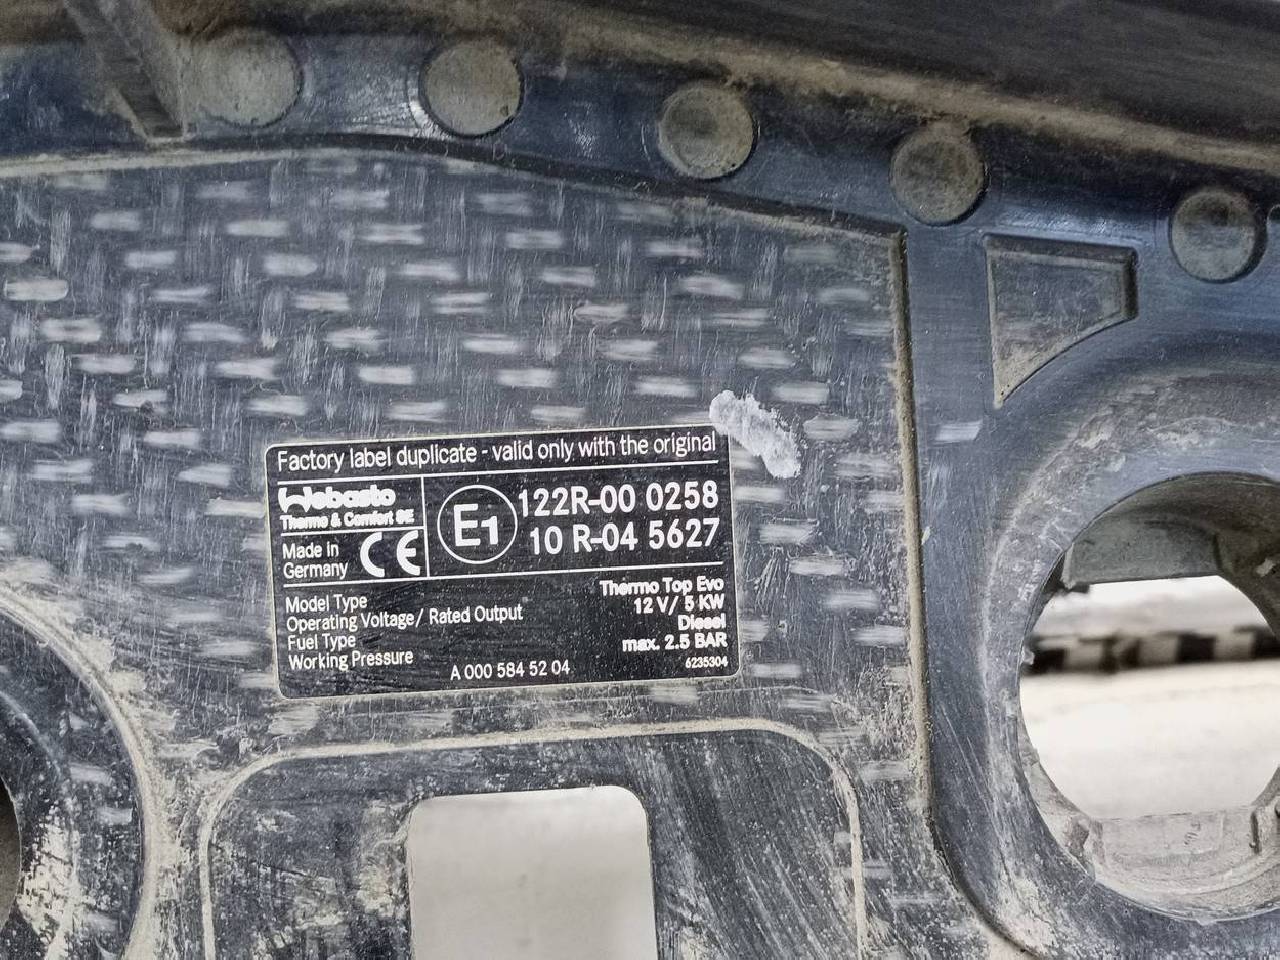 Factory label duplicate - valid only with the original
Webasto
Thermo & Comfort SE
Made in
Germany
CE
E1
122R-00 0258
10 R-04 5627
Model Type Thermo Top Evo
Operating Voltage/ Rated Output 12 V/ 5 KW
Fuel Type Diesel
Working Pressure max. 2.5 BAR
A 000 584 52 04 6235304